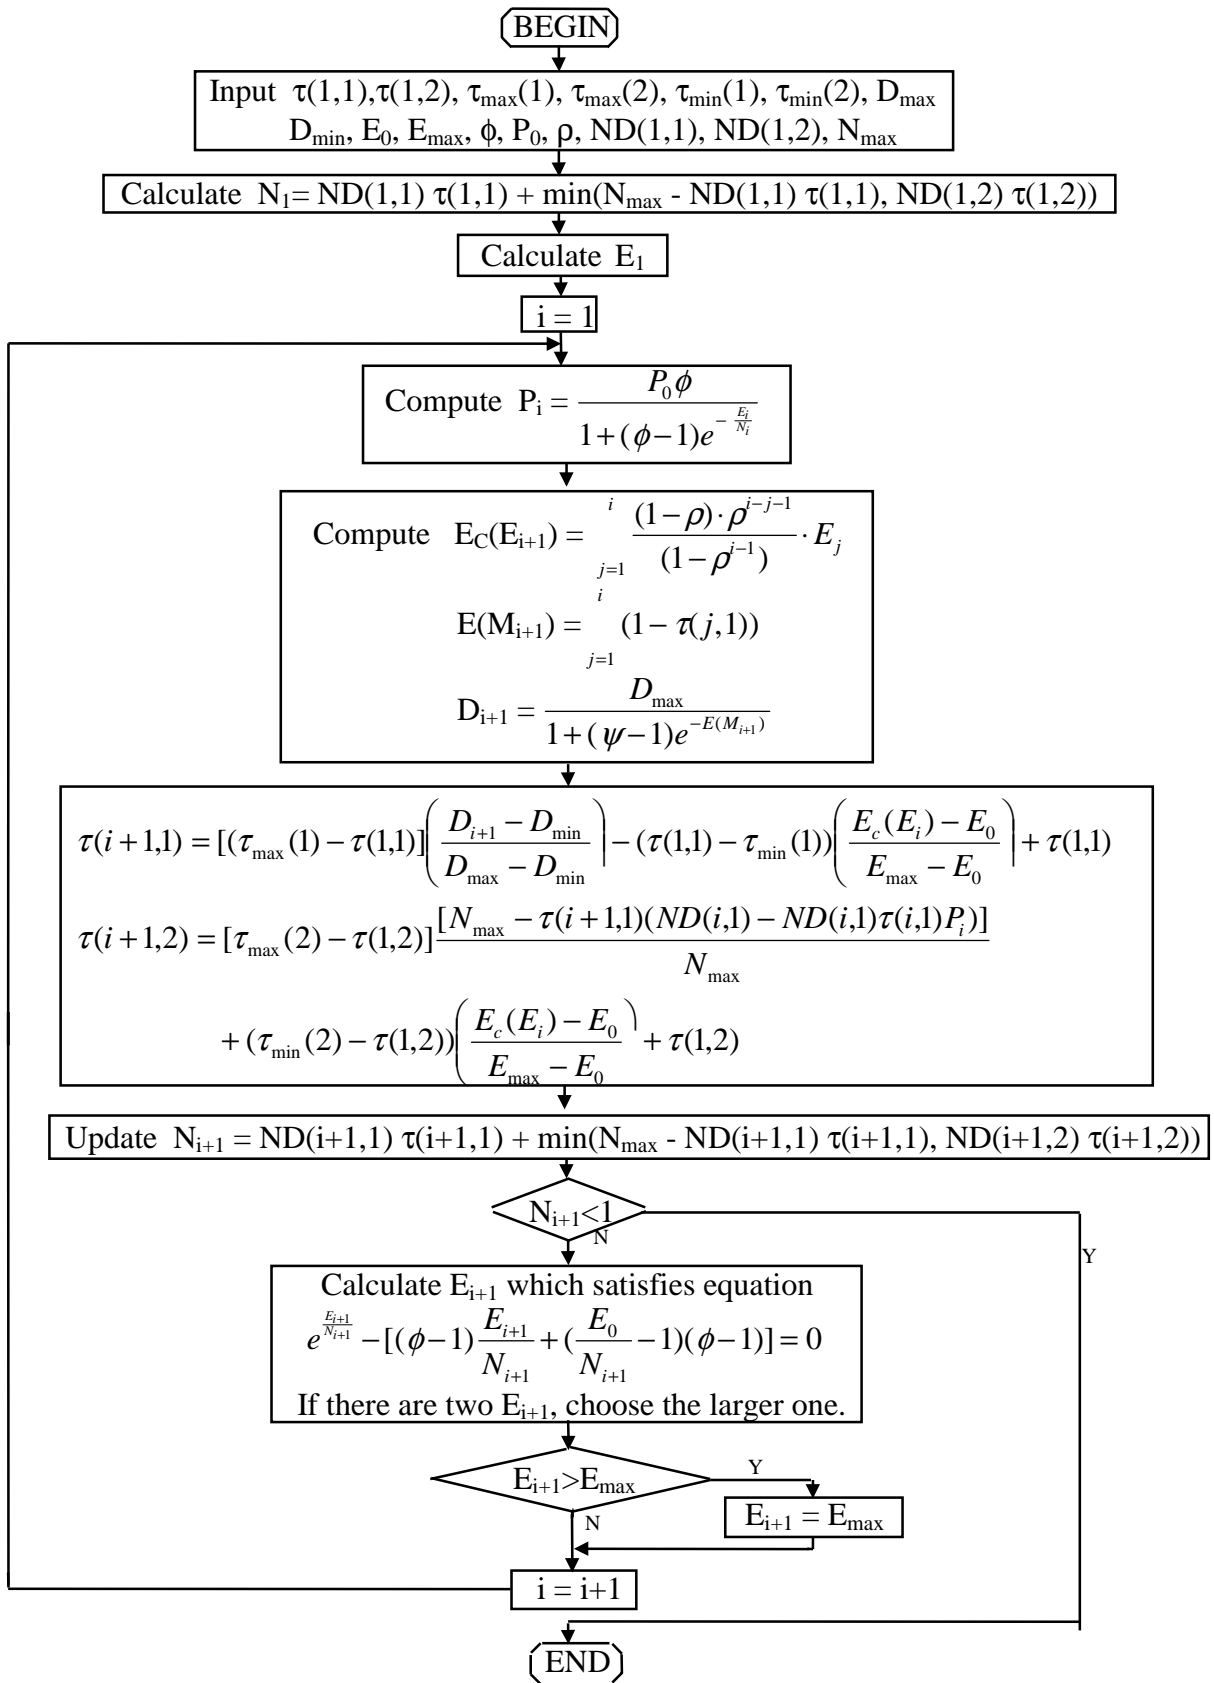 BEGIN
Input τ(1,1),τ(1,2), τmax(1), τmax(2), τmin(1), τmin(2), Dmax
Dmin, E0, Emax, ϕ, P0, ρ, ND(1,1), ND(1,2), Nmax
Calculate N1= ND(1,1) τ(1,1) + min(Nmax - ND(1,1) τ(1,1), ND(1,2) τ(1,2))
Calculate E1
i = 1
Compute Pi = P0ϕ / 1+(ϕ−1)e^(− Ei/Ni)
Compute EC(Ei+1) = i j=1 (1−ρ)·ρ^(i−j−1) / (1−ρ^(i−1)) · Ej
E(Mi+1) = i j=1 (1− τ(j,1))
Di+1 = Dmax / 1+(ψ−1)e^(−E(Mi+1))
τ(i+1,1) = [(τmax(1) − τ(1,1)](Di+1 − Dmin / Dmax − Dmin) − (τ(1,1) − τmin(1))(Ec(Ei) − E0 / Emax − E0) + τ(1,1)
τ(i+1,2) = [τmax(2) − τ(1,2)] [Nmax − τ(i+1,1)(ND(i,1) − ND(i,1)τ(i,1)Pi)] / Nmax
+ (τmin(2) − τ(1,2))(Ec(Ei) − E0 / Emax − E0) + τ(1,2)
Update Ni+1 = ND(i+1,1) τ(i+1,1) + min(Nmax - ND(i+1,1) τ(i+1,1), ND(i+1,2) τ(i+1,2))
Ni+1<1
N
Y
Calculate Ei+1 which satisfies equation
e^(Ei+1/Ni+1) −[(ϕ−1) Ei+1/Ni+1 + (E0/Ni+1 −1)(ϕ−1)] = 0
If there are two Ei+1, choose the larger one.
Ei+1>Emax
Y
Ei+1 = Emax
N
i = i+1
END